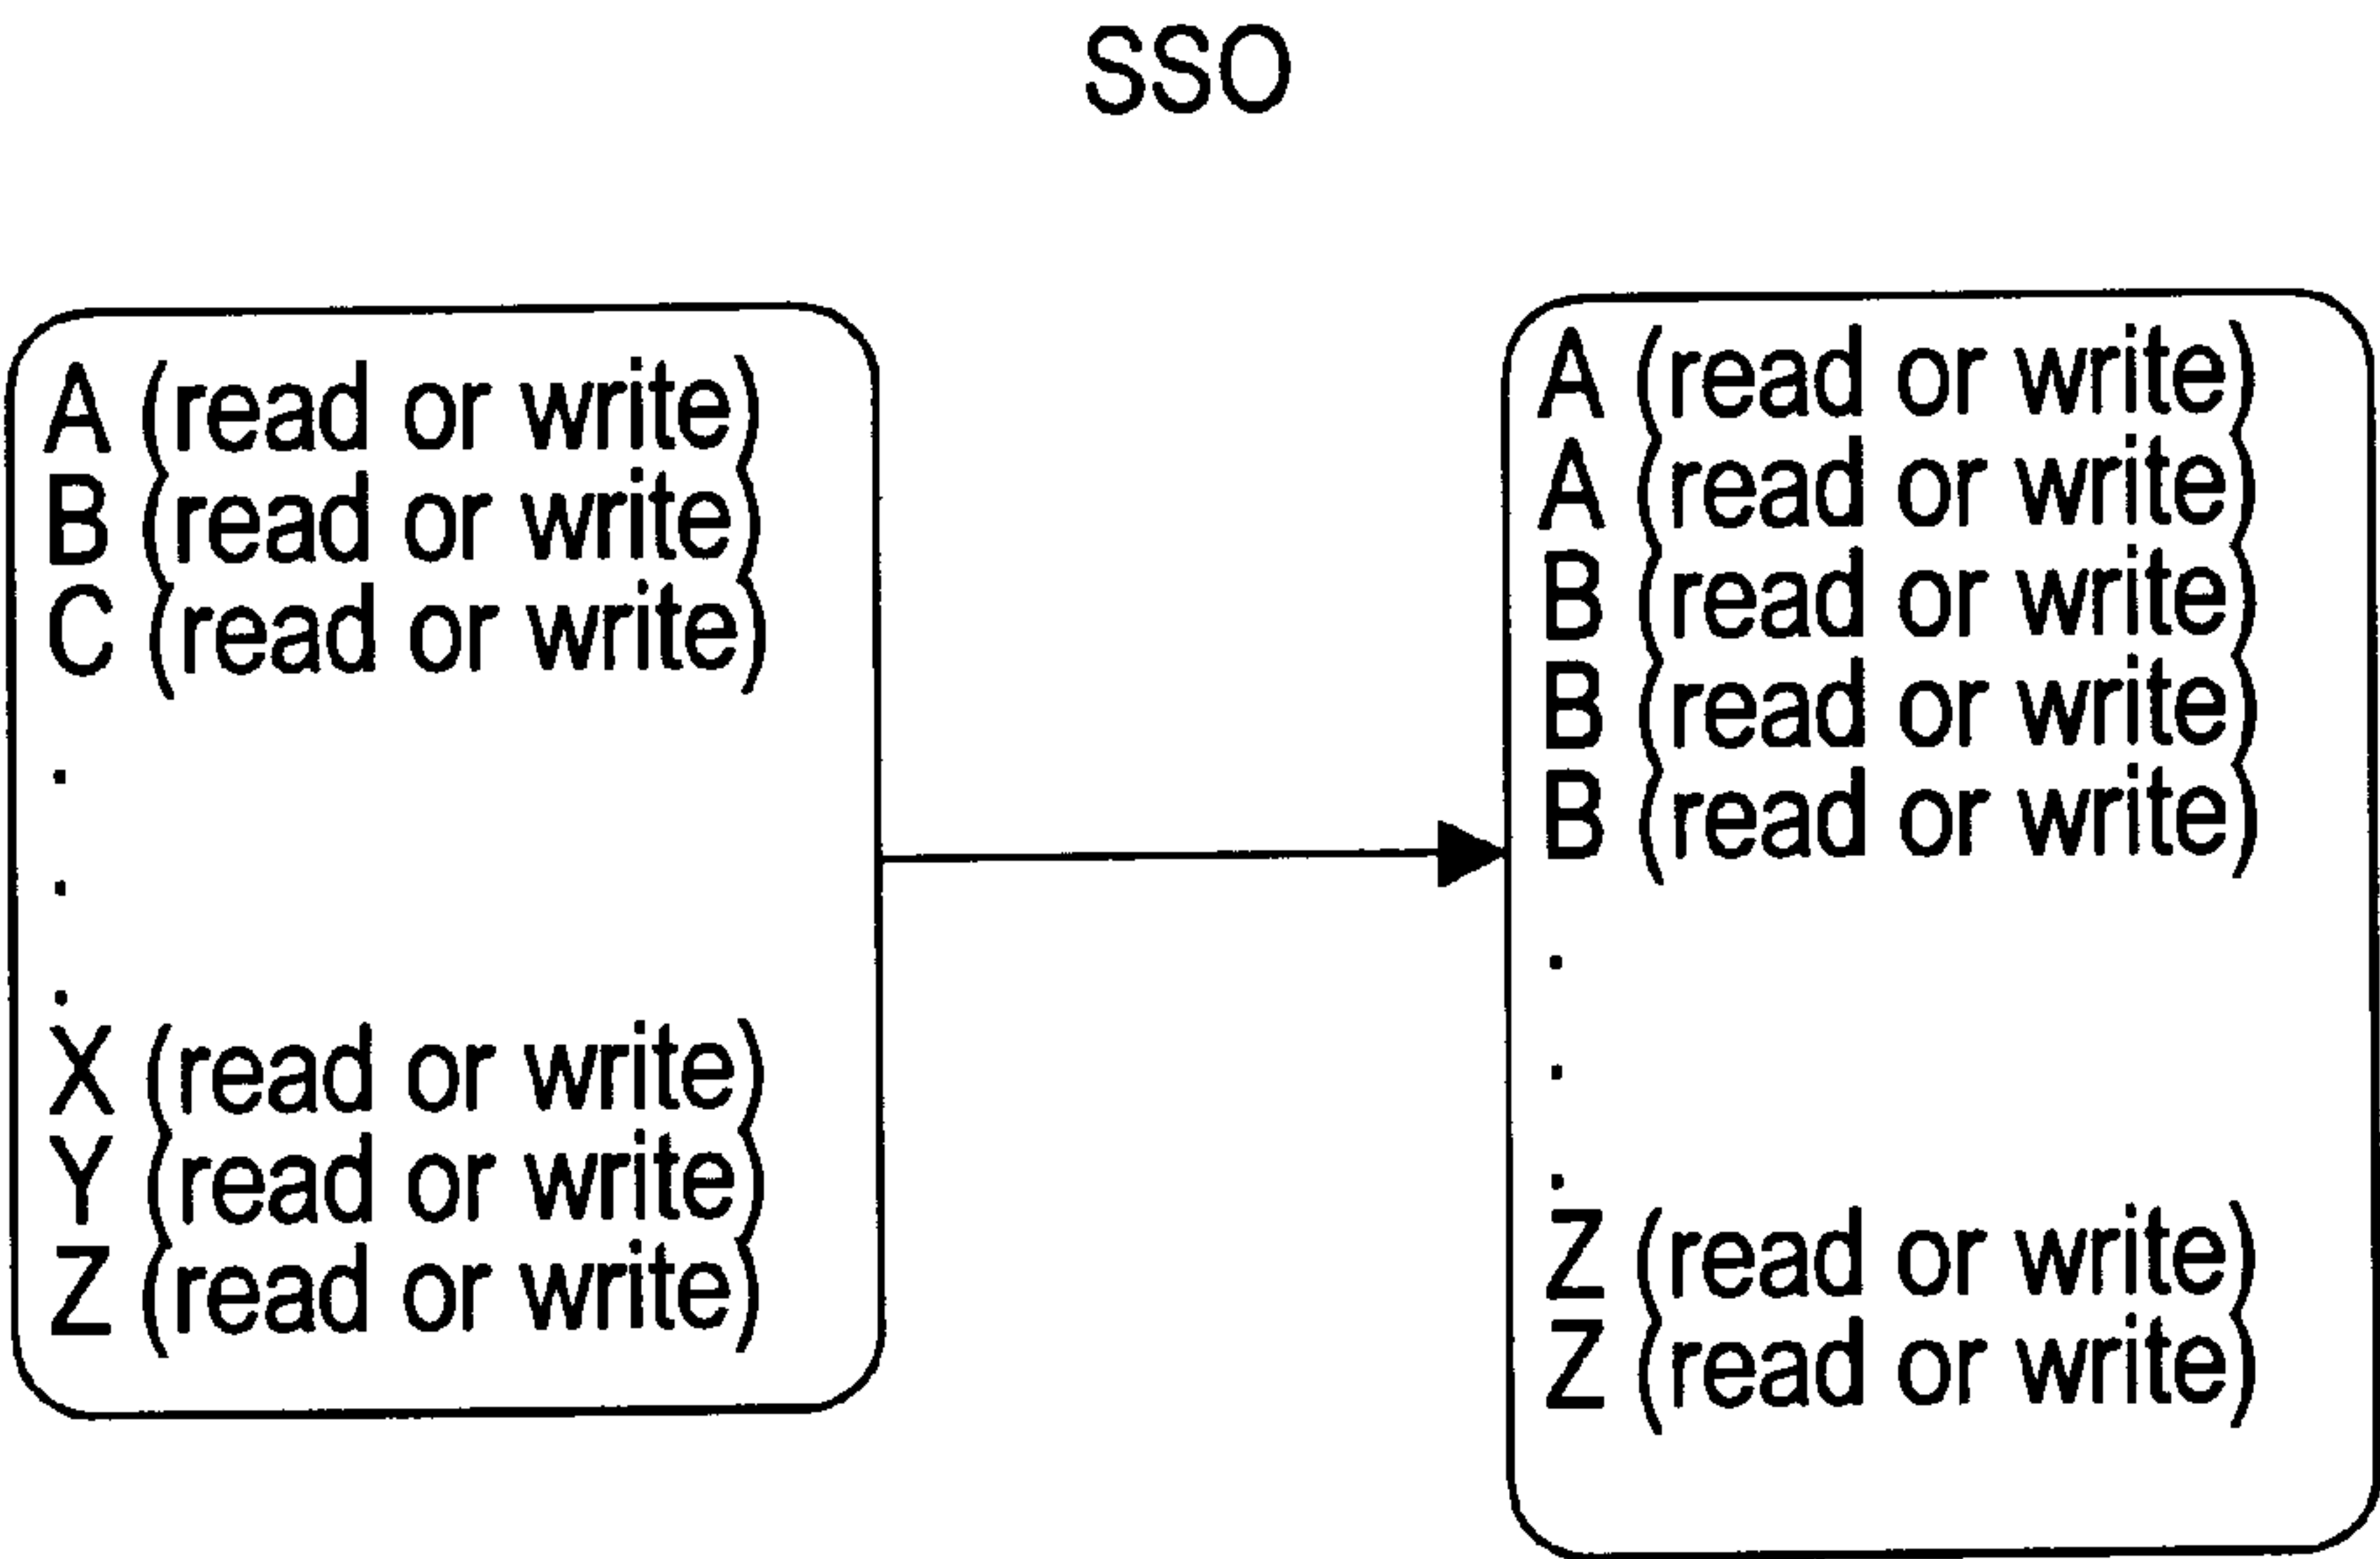 SSO
A (read or write)
B (read or write)
C (read or write)
.
.
.
X (read or write)
Y (read or write)
Z (read or write)
A (read or write)
A (read or write)
B (read or write)
B (read or write)
B (read or write)
.
.
.
Z (read or write)
Z (read or write)